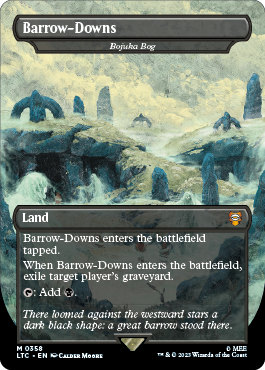 Barrow-Downs
Bojuka Bog
Land
Barrow-Downs enters the battlefield
tapped.
When Barrow-Downs enters the battlefield,
exile target player's graveyard.
: Add .
There loomed against the westward stars a
dark black shape: a great barrow stood there.
M 0358
LTC • EN Calder Moore
™ & © 2023 Wizards of the Coast
© MEE